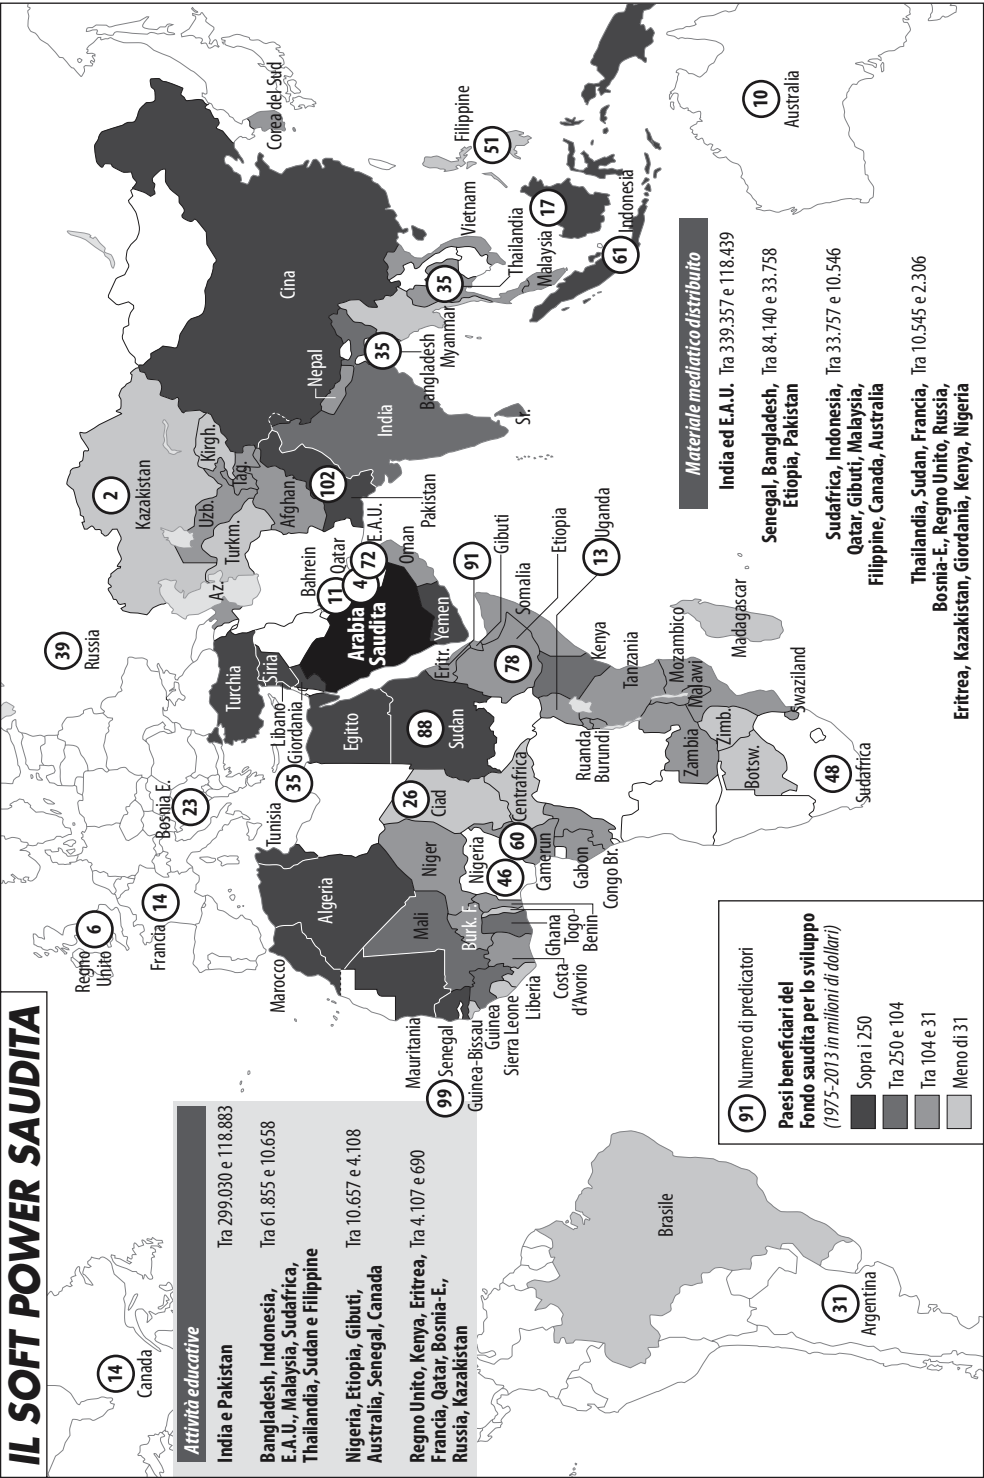 IL SOFT POWER SAUDITA
14
Canada
Attività educative
India e Pakistan Tra 299.030 e 118.883
Bangladesh, Indonesia, Tra 61.855 e 10.658
E.A.U., Malaysia, Sudafrica,
Thailandia, Sudan e Filippine
Nigeria, Etiopia, Gibuti, Tra 10.657 e 4.108
Australia, Senegal, Canada
Regno Unito, Kenya, Eritrea, Tra 4.107 e 690
Francia, Qatar, Bosnia-E.,
Russia, Kazakistan
Brasile
31
Argentina
91 Numero di predicatori
Paesi beneficiari del
Fondo saudita per lo sviluppo
(1975-2013 in milioni di dollari)
Sopra i 250
Tra 250 e 104
Tra 104 e 31
Meno di 31
Regno
Unito
6
Francia
14
Bosnia E.
23
Russia
39
Kazakistan
2
Uzb.
Kirgh.
Tag.
Turkm.
Az.
Afghan.
Cina
Corea del Sud
Nepal
India
Sr.
Pakistan
102
Bangladesh
35
Myanmar
Thailandia
35
Vietnam
Filippine
51
Malaysia
17
Indonesia
61
Australia
10
Turchia
Siria
Libano
Giordania
Bahrein
11
Qatar
4
E.A.U.
72
Oman
Arabia
Saudita
Yemen
Eritr.
Gibuti
91
Somalia
Etiopia
78
Uganda
13
Kenya
Tanzania
Mozambico
Malawi
Madagascar
Swaziland
Zimb.
Botsw.
Zambia
Sudafrica
48
Ruanda
Burundi
Egitto
Sudan
88
Tunisia
35
Ciad
26
Centrafrica
Camerun
60
Gabon
Congo Br.
Nigeria
46
Niger
Algeria
Marocco
Mali
Burk. F.
Ghana
Togo
Benin
Costa
d'Avorio
Liberia
Sierra Leone
Guinea
Guinea-Bissau
Senegal
99
Mauritania
Materiale mediatico distribuito
India ed E.A.U. Tra 339.357 e 118.439
Senegal, Bangladesh, Tra 84.140 e 33.758
Etiopia, Pakistan
Sudafrica, Indonesia, Tra 33.757 e 10.546
Qatar, Gibuti, Malaysia,
Filippine, Canada, Australia
Thailandia, Sudan, Francia, Tra 10.545 e 2.306
Bosnia-E., Regno Unito, Russia,
Eritrea, Kazakistan, Giordania, Kenya, Nigeria